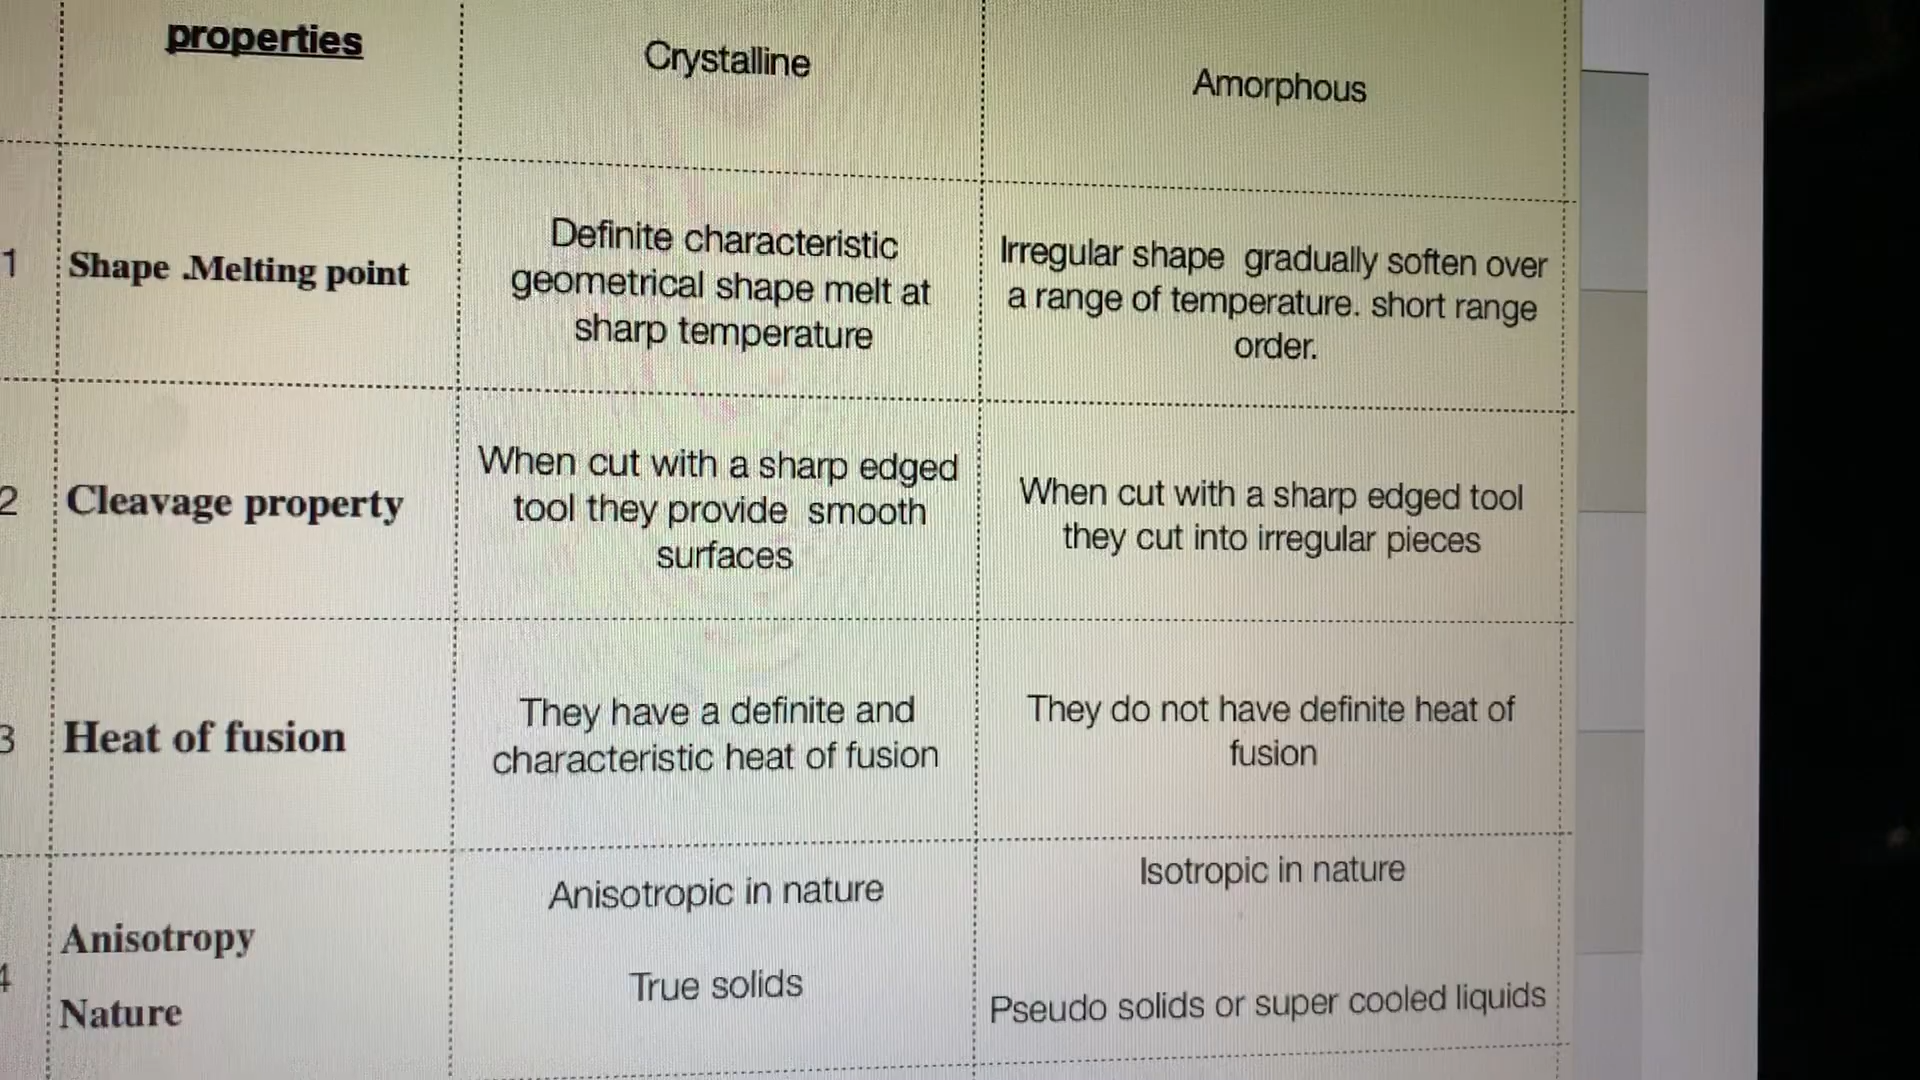 properties
Crystalline
Amorphous
1
Shape .Melting point
Definite characteristic
geometrical shape melt at
sharp temperature
Irregular shape gradually soften over
a range of temperature. short range
order.
2
Cleavage property
When cut with a sharp edged
tool they provide smooth
surfaces
When cut with a sharp edged tool
they cut into irregular pieces
3
Heat of fusion
They have a definite and
characteristic heat of fusion
They do not have definite heat of
fusion
4
Anisotropy
Nature
Anisotropic in nature
True solids
Isotropic in nature
Pseudo solids or super cooled liquids